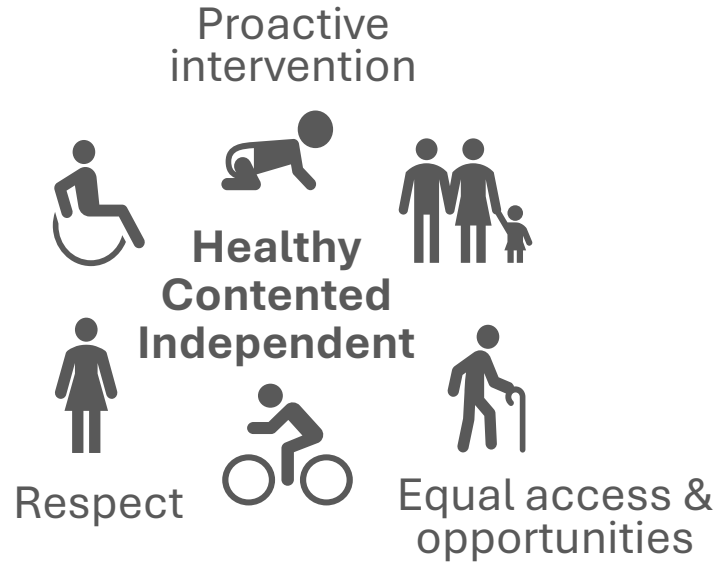 Proactive
intervention
Healthy
Contented
Independent
Respect
Equal access &
opportunities